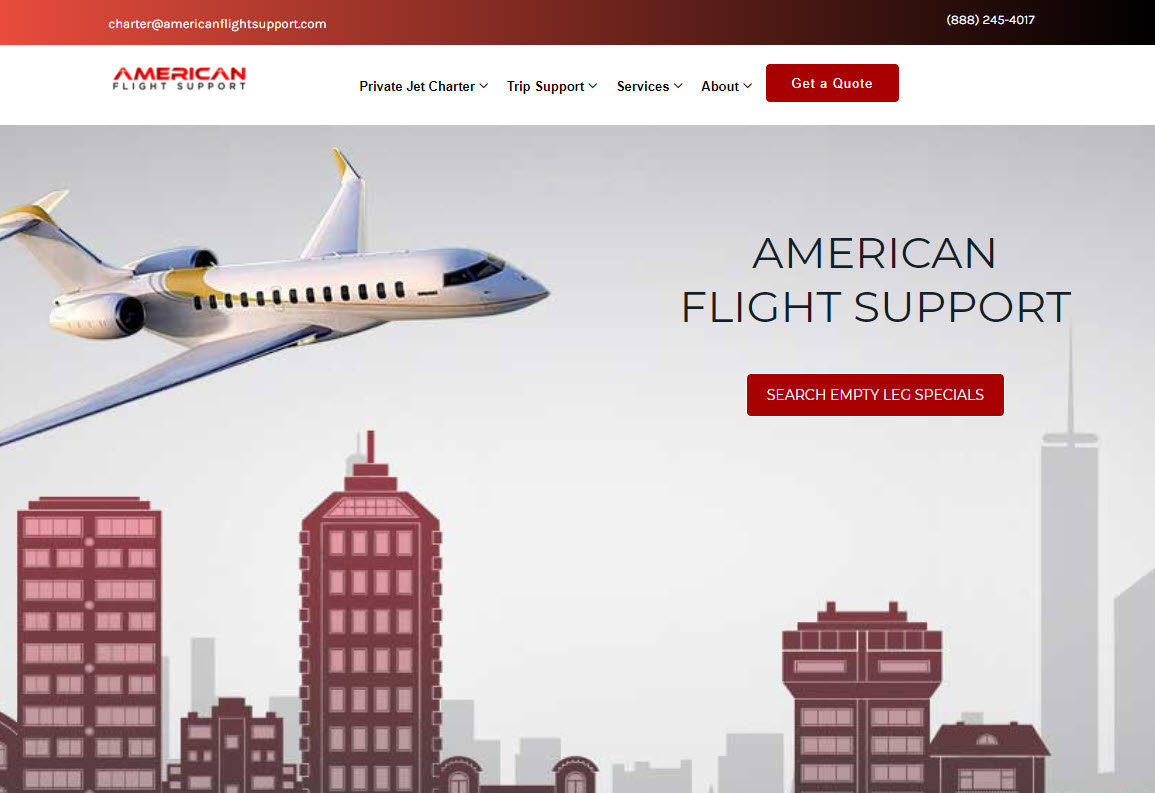 charter@americanflightsupport.com
(888) 245-4017
AMERICAN
FLIGHT SUPPORT
Private Jet Charter
Trip Support
Services
About
Get a Quote
AMERICAN
FLIGHT SUPPORT
SEARCH EMPTY LEG SPECIALS